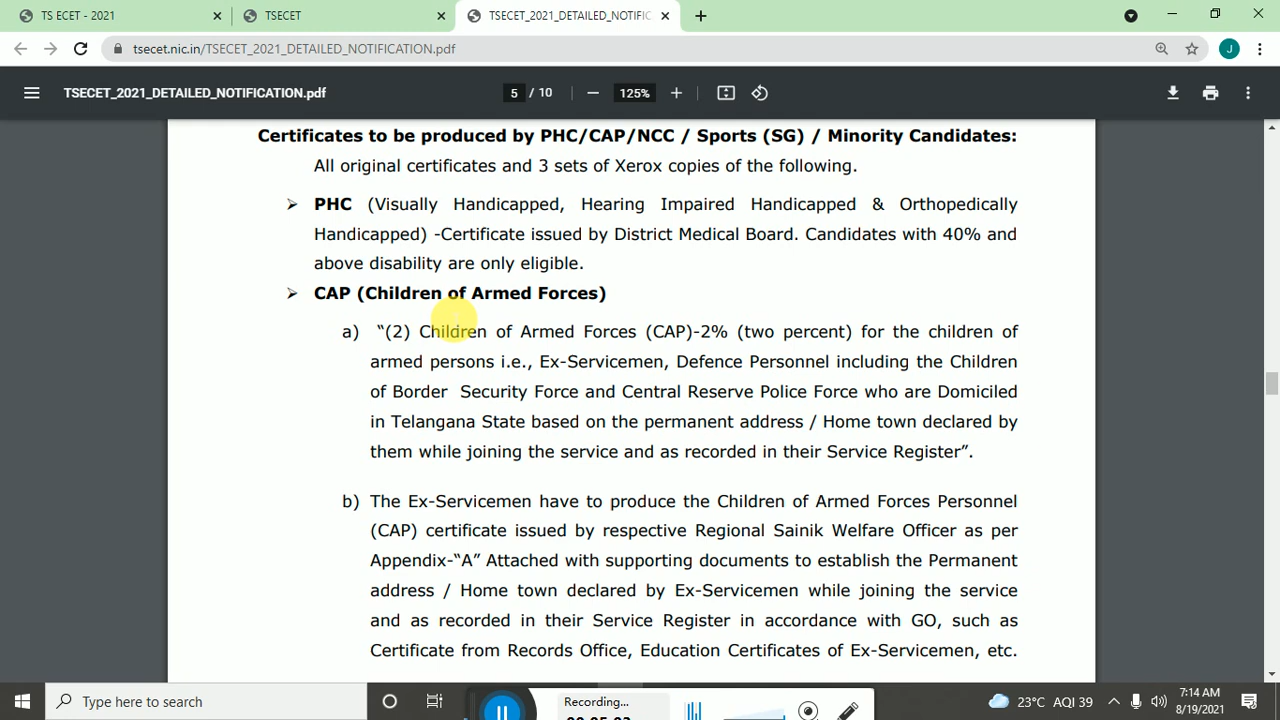 TS ECET - 2021
TSECET
TSECET_2021_DETAILED_NOTIFIC
tsecet.nic.in/TSECET_2021_DETAILED_NOTIFICATION.pdf
J
TSECET_2021_DETAILED_NOTIFICATION.pdf
5 / 10
125%
Certificates to be produced by PHC/CAP/NCC / Sports (SG) / Minority Candidates:
All original certificates and 3 sets of Xerox copies of the following.
➢ PHC (Visually Handicapped, Hearing Impaired Handicapped & Orthopedically
Handicapped) -Certificate issued by District Medical Board. Candidates with 40% and
above disability are only eligible.
➢ CAP (Children of Armed Forces)
a) "(2) Children of Armed Forces (CAP)-2% (two percent) for the children of
armed persons i.e., Ex-Servicemen, Defence Personnel including the Children
of Border Security Force and Central Reserve Police Force who are Domiciled
in Telangana State based on the permanent address / Home town declared by
them while joining the service and as recorded in their Service Register”.
b) The Ex-Servicemen have to produce the Children of Armed Forces Personnel
(CAP) certificate issued by respective Regional Sainik Welfare Officer as per
Appendix-“A” Attached with supporting documents to establish the Permanent
address / Home town declared by Ex-Servicemen while joining the service
and as recorded in their Service Register in accordance with GO, such as
Certificate from Records Office, Education Certificates of Ex-Servicemen, etc.
Type here to search
Recording...
23°C AQI 39
7:14 AM
8/19/2021